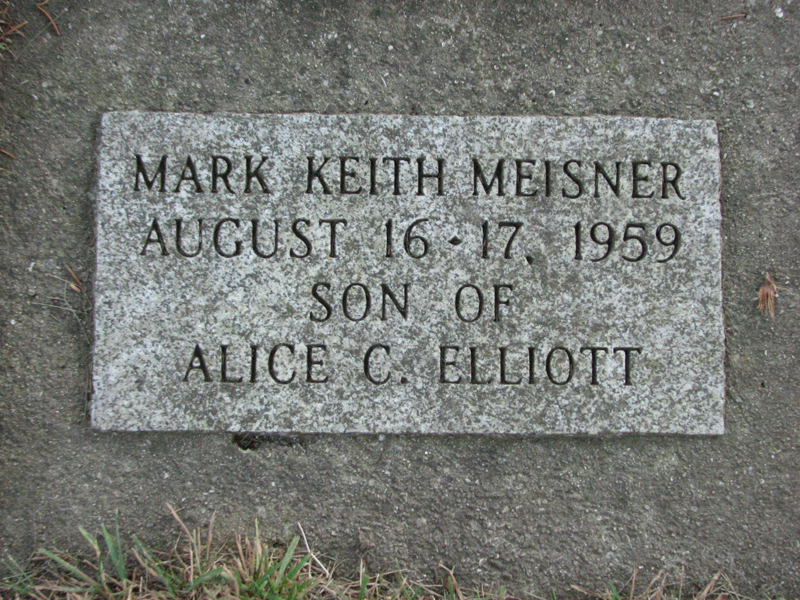 MARK KEITH MEISNER
AUGUST 16 · 17, 1959
SON OF
ALICE C. ELLIOTT